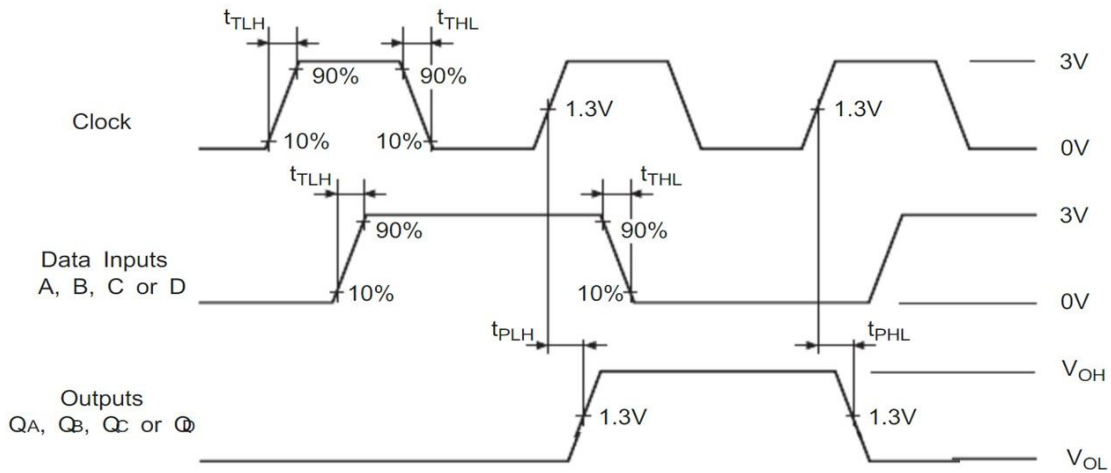 tTLH tTHL
90% 90% 3V
Clock 1.3V 1.3V
10% 10% 0V
tTLH tTHL
3V
90% 90%
Data Inputs
A, B, C or D
10% 10% 0V
tPLH tPHL
VOH
Outputs
QA, QB, QC or QD
1.3V 1.3V
VOL